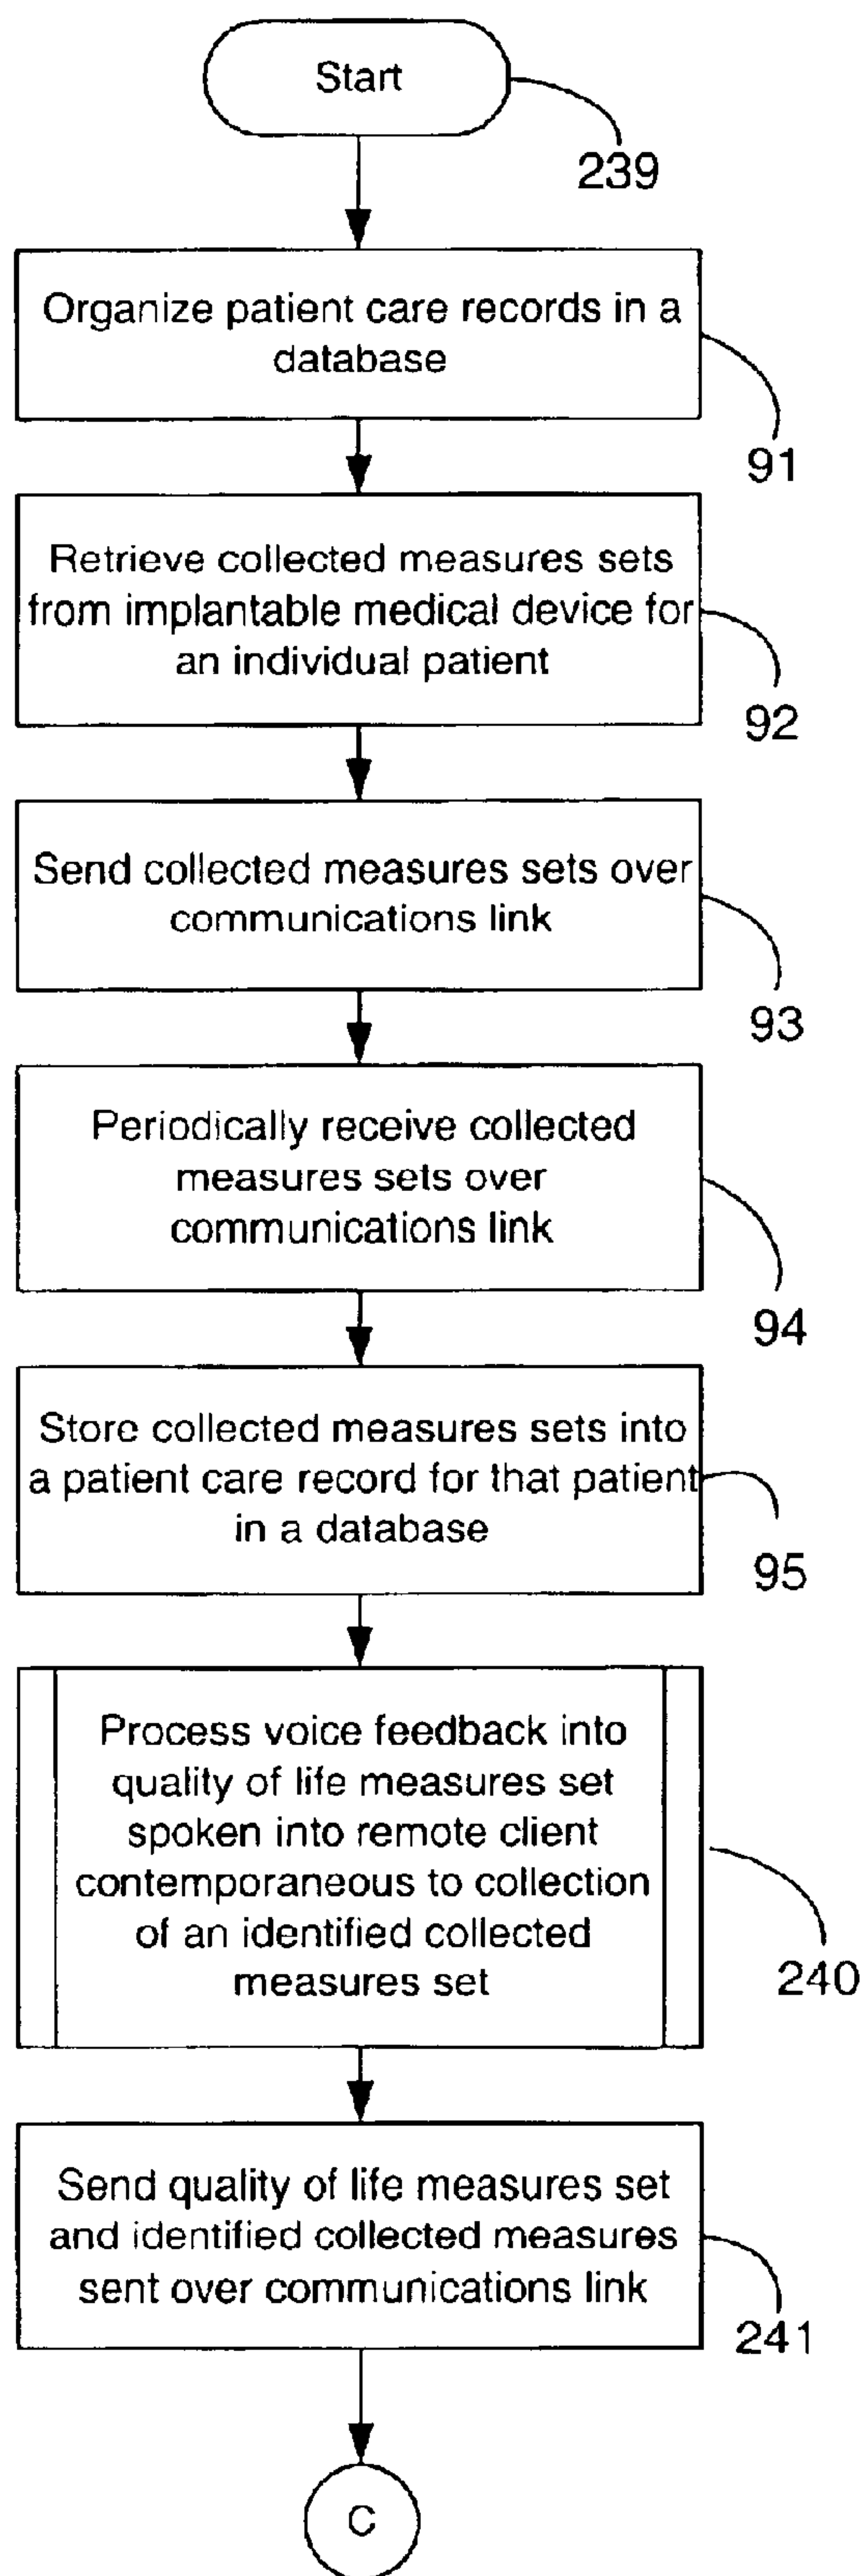 Start
239
Organize patient care records in a
database
91
Retrieve collected measures sets
from implantable medical device for
an individual patient
92
Send collected measures sets over
communications link
93
Periodically receive collected
measures sets over
communications link
94
Store collected measures sets into
a patient care record for that patient
in a database
95
Process voice feedback into
quality of life measures set
spoken into remote client
contemporaneous to collection
of an identified collected
measures set
240
Send quality of life measures set
and identified collected measures
sent over communications link
241
C